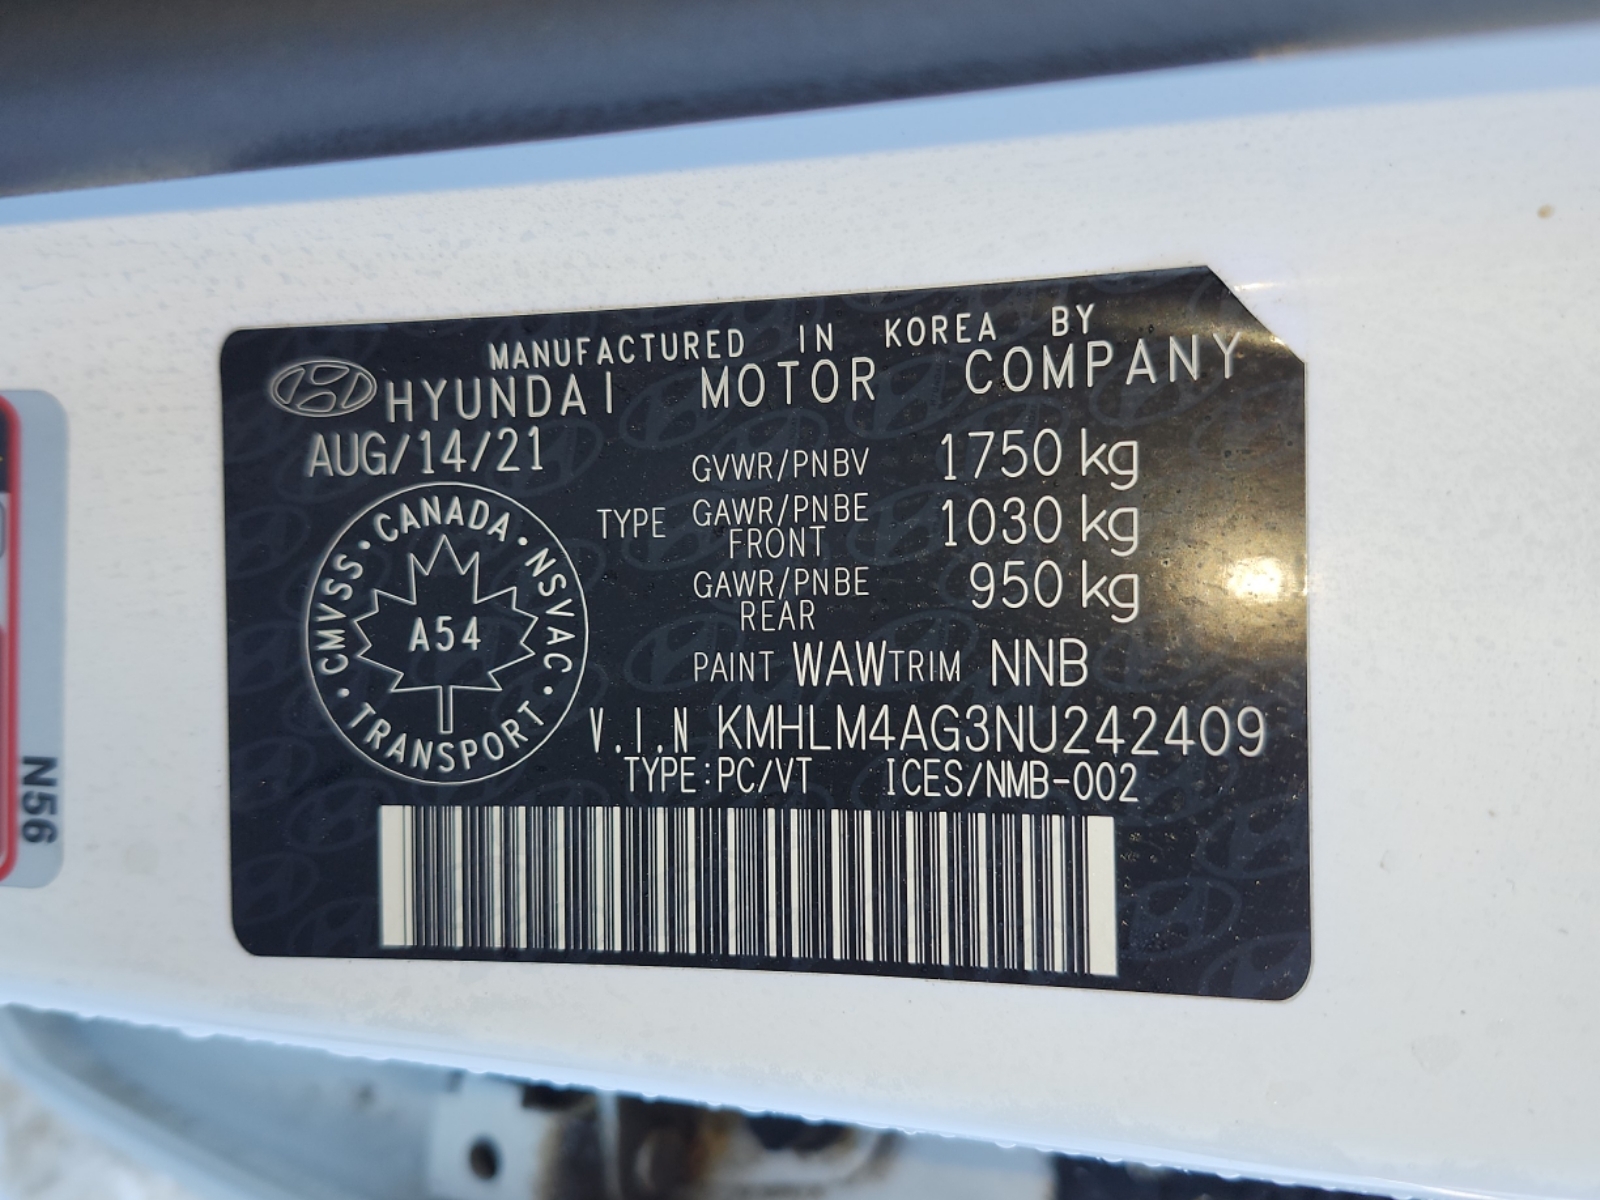 MANUFACTURED IN KOREA BY
HYUNDAI MOTOR COMPANY
AUG/14/21
GVWR/PNBV 1750 kg
TYPE GAWR/PNBE FRONT 1030 kg
GAWR/PNBE REAR 950 kg
PAINT WAW TRIM NNB
V.I.N KMHLM4AG3NU242409
TYPE:PC/VT ICES/NMB-002
CANADA · NSVAC · TRANSPORT · CMVSS ·
A54
N56